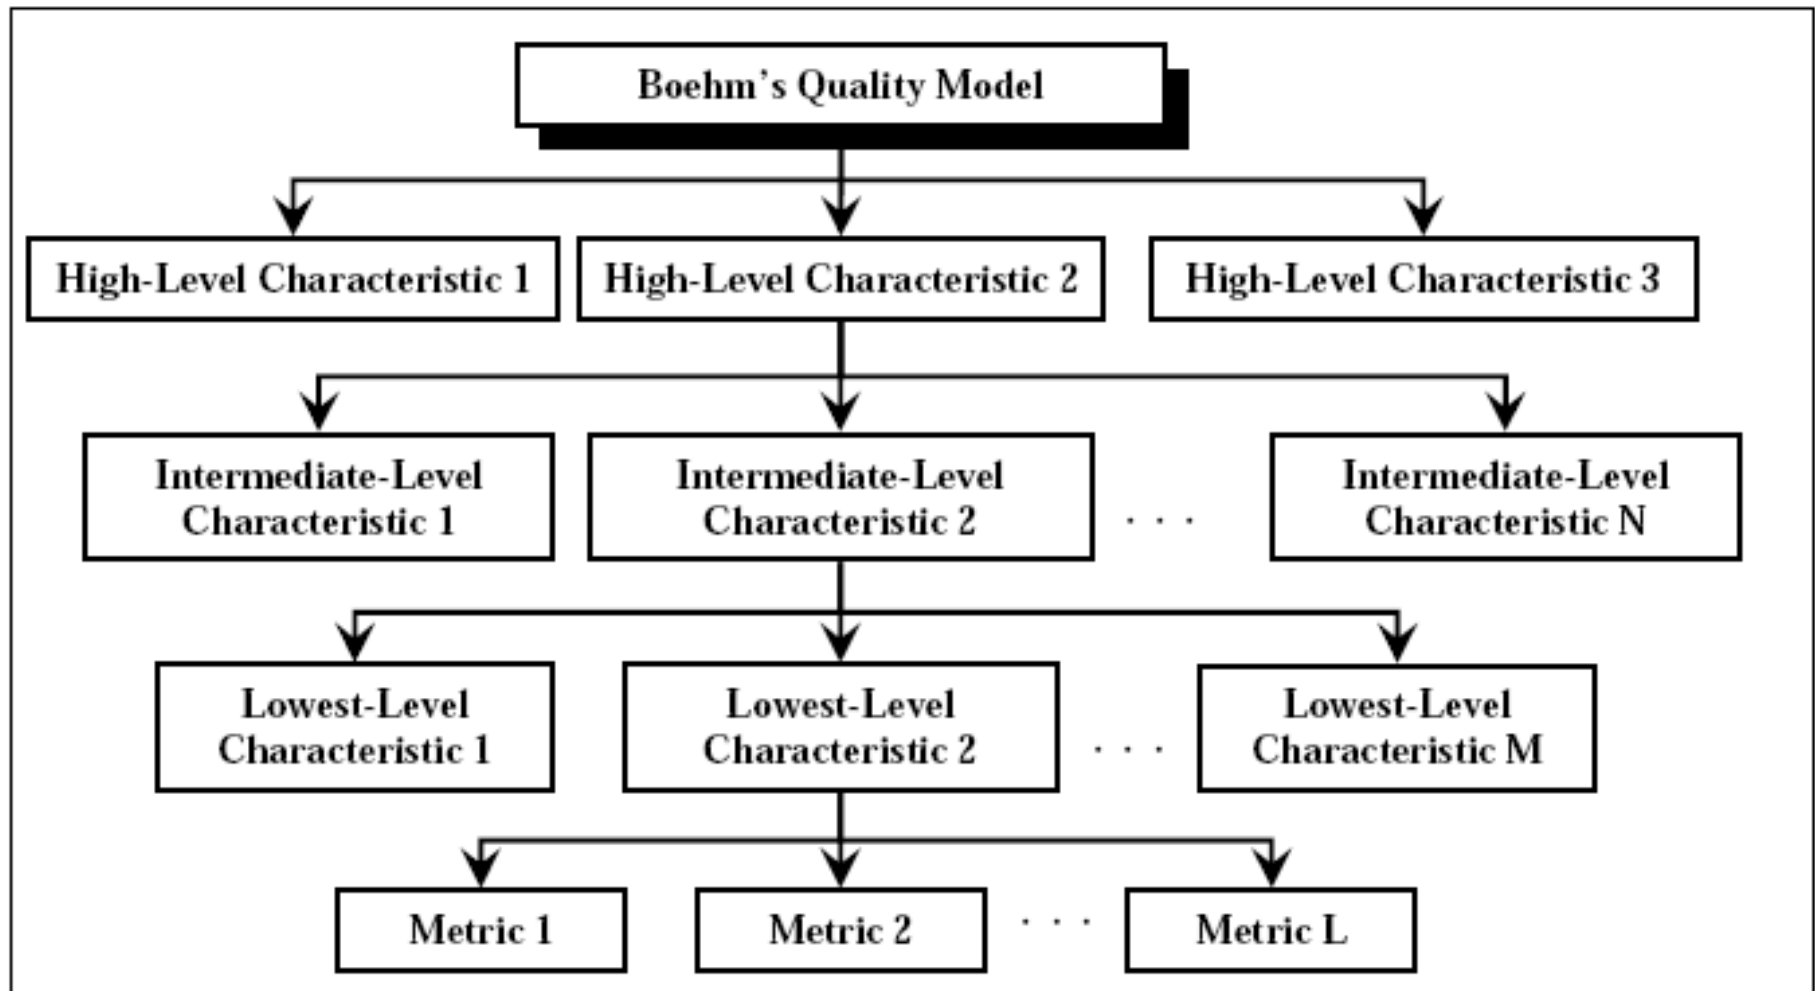 Boehm's Quality Model
High-Level Characteristic 1
High-Level Characteristic 2
High-Level Characteristic 3
Intermediate-Level
Characteristic 1
Intermediate-Level
Characteristic 2
. . .
Intermediate-Level
Characteristic N
Lowest-Level
Characteristic 1
Lowest-Level
Characteristic 2
. . .
Lowest-Level
Characteristic M
Metric 1
Metric 2
. . .
Metric L